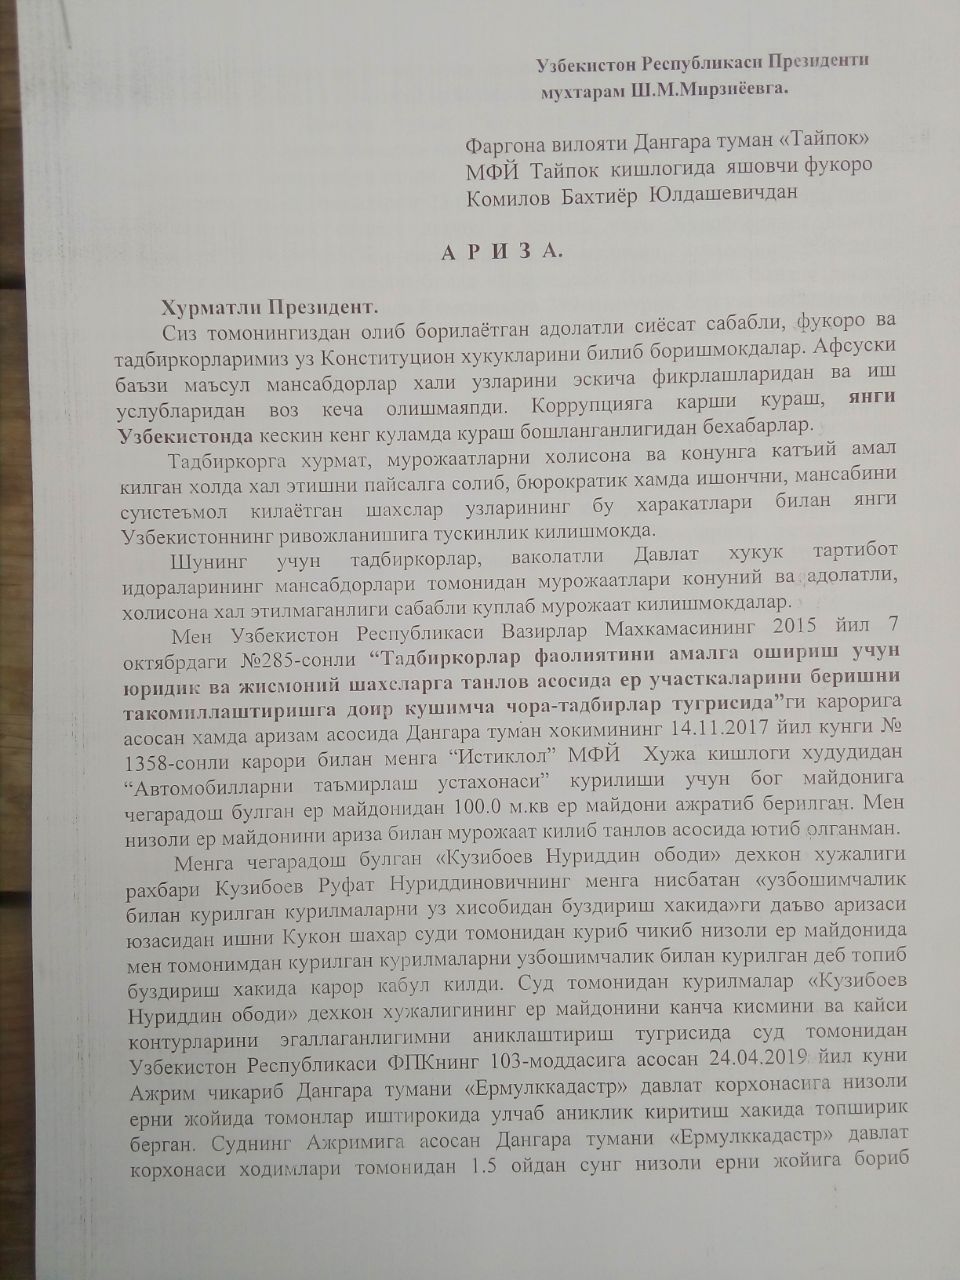 Узбекистон Республикаси Президенти
мухтарам Ш.М.Мирзиёевга.
Фаргона вилояти Дангара туман «Тайпок»
МФЙ Тайпок кишлогида яшовчи фукоро
Комилов Бахтиёр Юлдашевичдан
А Р И З А.
Хурматли Президент.
Сиз томонингиздан олиб борилаётган адолатли сиёсат сабабли, фуқоро ва
тадбиркорларимиз уз Конституцион хукукларини билиб боришмокдалар. Афсуски
баъзи маъсул мансабдорлар хали узларини эскича фикрлашларидан ва иш
услубларидан воз кеча олишмаяпди. Коррупцияга карши кураш, янги
Узбекистонда кескин кенг куламда кураш бошланганлигидан бехабарлар.
Тадбиркорга хурмат, мурожаатларни холисона ва конунга катъий амал
килган холда хал этишни пайсалга солиб, бюрократик хамда ишончни, мансабини
суистеъмол килаётган шахслар узларининг бу харакатлари билан янги
Узбекистоннинг ривожланишига тускинлик килишмокда.
Шунинг учун тадбиркорлар, ваколатли Давлат хукук тартибот
идораларининг мансабдорлари томонидан мурожаатлари конуний ва адолатли,
холисона хал этилмаганлиги сабабли куплаб мурожаат килишмокдалар.
Мен Узбекистон Республикаси Вазирлар Махкамасининг 2015 йил 7
октябрдаги №285-сонли “Тадбиркорлар фаолиятини амалга ошириш учун
юридик ва жисмоний шахсларга танлов асосида ер участкаларини беришни
такомиллаштиришга доир кушимча чора-тадбирлар тугрисида”ги карорига
асосан хамда аризам асосида Дангара туман хокимининг 14.11.2017 йил кунги №
1358-сонли карори билан менга “Истиклол” МФЙ Хужа кишлоги худудидан
“Автомобилларни таъмирлаш устахонаси” курилиши учун бог майдонига
чегарадош булган ер майдонидан 100.0 м.кв ер майдони ажратиб берилган. Мен
низоли ер майдонини ариза билан мурожаат килиб танлов асосида ютиб олганман.
Менга чегарадош булган «Кузибоев Нуриддин ободи» дехкон хужалиги
рахбари Кузибоев Руфат Нуриддиновичнинг менга нисбатан «узбошимчалик
билан курилган курилмаларни уз хисобидан буздириш хакида»ги даъво аризаси
юзасидан ишни Кукон шахар суди томонидан куриб чикиб низоли ер майдонида
мен томонимдан курилган курилмаларни узбошимчалик билан курилган деб топиб
буздириш хакида карор кабул килди. Суд томонидан курилмалар «Кузибоев
Нуриддин ободи» дехкон хужалигининг ер майдонини канча кисмини ва кайси
контурларини эгаллаганлигимни аниклаштириш тугрисида суд томонидан
Узбекистон Республикаси ФПКнинг 103-моддасига асосан 24.04.2019 йил куни
Ажрим чикариб Дангара тумани «Ермулккадастр» давлат корхонасига низоли
ерни жойида томонлар иштирокида улчаб аниклик киритиш хакида топширик
берган. Суднинг Ажримига асосан Дангара тумани «Ермулккадастр» давлат
корхонаси ходимлари томонидан 1.5 ойдан сунг низоли ерни жойига бориб